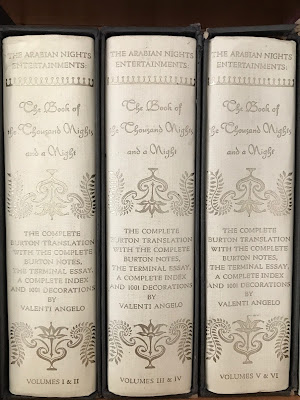 THE ARABIAN NIGHTS
ENTERTAINMENTS:
The Book of
the Thousand Nights
and a Night
THE COMPLETE
BURTON TRANSLATION
WITH THE COMPLETE
BURTON NOTES,
THE TERMINAL ESSAY,
A COMPLETE INDEX
AND 1001 DECORATIONS
BY
VALENTI ANGELO
VOLUMES I & II
THE ARABIAN NIGHTS
ENTERTAINMENTS:
The Book of
the Thousand Nights
and a Night
THE COMPLETE
BURTON TRANSLATION
WITH THE COMPLETE
BURTON NOTES,
THE TERMINAL ESSAY,
A COMPLETE INDEX
AND 1001 DECORATIONS
BY
VALENTI ANGELO
VOLUMES III & IV
THE ARABIAN NIGHTS
ENTERTAINMENTS:
The Book of
the Thousand Nights
and a Night
THE COMPLETE
BURTON TRANSLATION
WITH THE COMPLETE
BURTON NOTES,
THE TERMINAL ESSAY,
A COMPLETE INDEX
AND 1001 DECORATIONS
BY
VALENTI ANGELO
VOLUMES V & VI